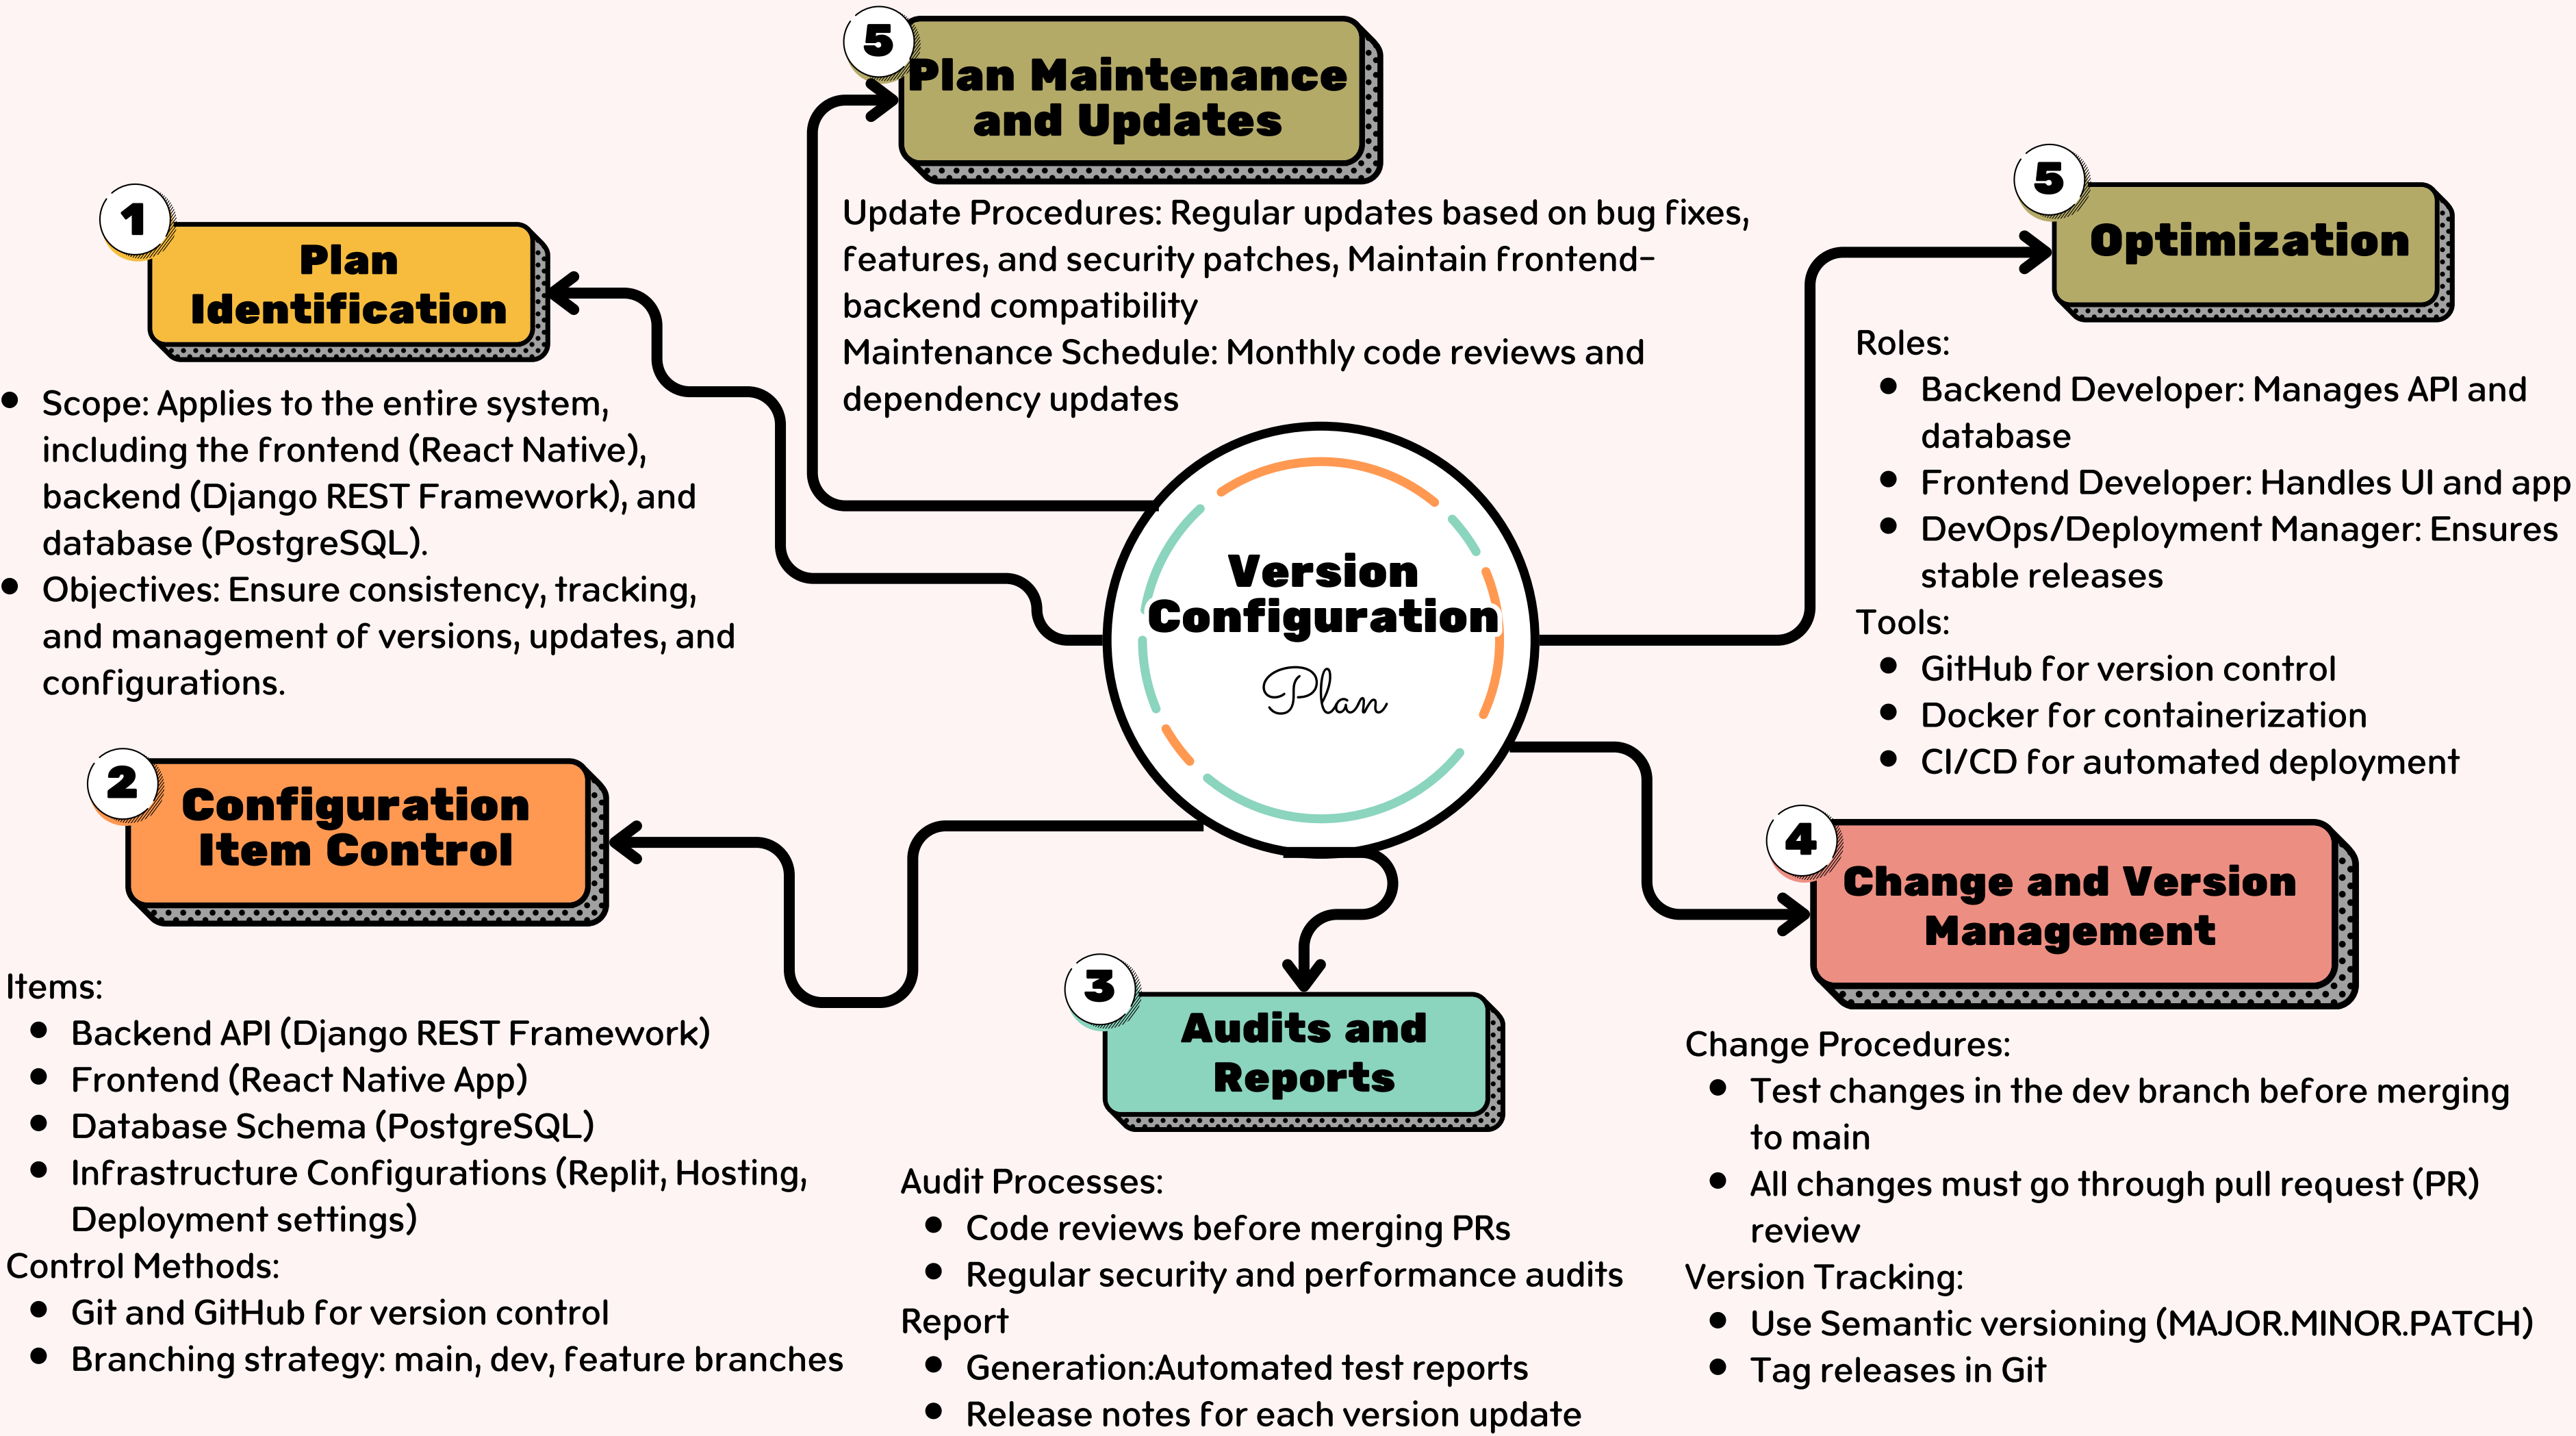 5
Plan Maintenance
and Updates
Update Procedures: Regular updates based on bug fixes,
features, and security patches, Maintain frontend-
backend compatibility
Maintenance Schedule: Monthly code reviews and
dependency updates
1
Plan
Identification
• Scope: Applies to the entire system,
including the frontend (React Native),
backend (Django REST Framework), and
database (PostgreSQL).
• Objectives: Ensure consistency, tracking,
and management of versions, updates, and
configurations.
5
Optimization
Roles:
• Backend Developer: Manages API and
database
• Frontend Developer: Handles UI and app
• DevOps/Deployment Manager: Ensures
stable releases
Tools:
• GitHub for version control
• Docker for containerization
• CI/CD for automated deployment
Version
Configuration
Plan
2
Configuration
Item Control
Items:
• Backend API (Django REST Framework)
• Frontend (React Native App)
• Database Schema (PostgreSQL)
• Infrastructure Configurations (Replit, Hosting,
Deployment settings)
Control Methods:
• Git and GitHub for version control
• Branching strategy: main, dev, feature branches
3
Audits and
Reports
Audit Processes:
• Code reviews before merging PRs
• Regular security and performance audits
Report
• Generation:Automated test reports
• Release notes for each version update
4
Change and Version
Management
Change Procedures:
• Test changes in the dev branch before merging
to main
• All changes must go through pull request (PR)
review
Version Tracking:
• Use Semantic versioning (MAJOR.MINOR.PATCH)
• Tag releases in Git